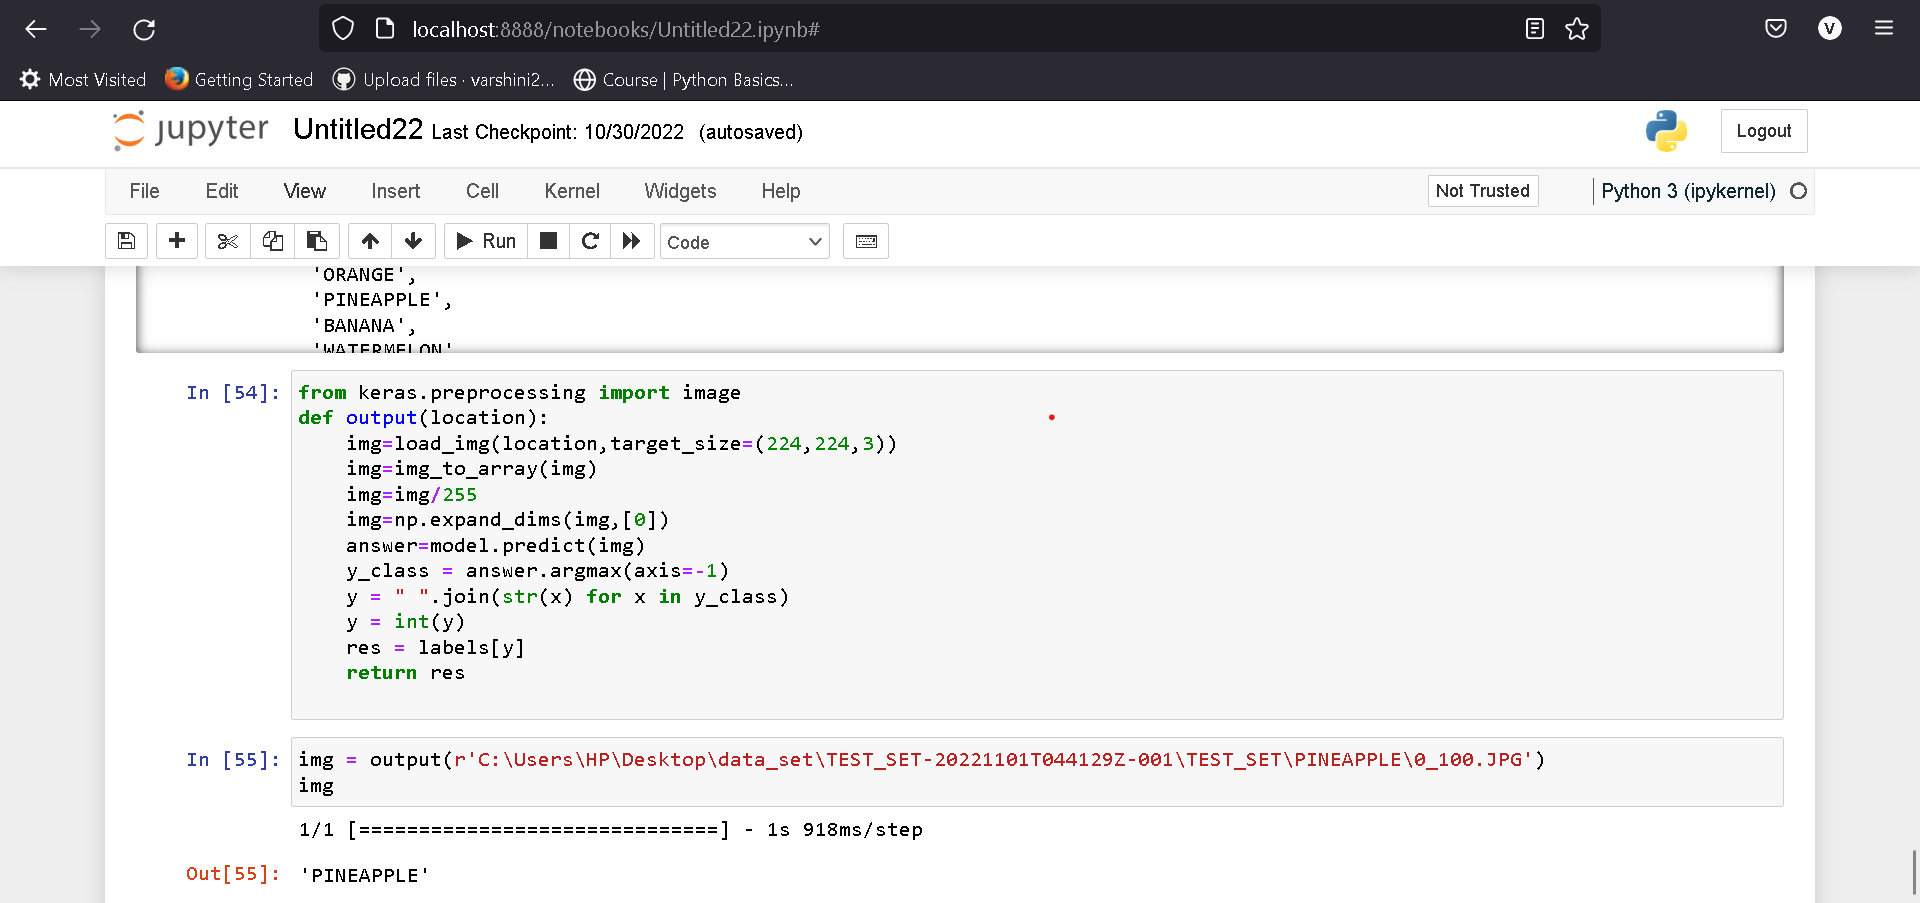 localhost:8888/notebooks/Untitled22.ipynb#
Most Visited Getting Started Upload files · varshini2... Course | Python Basics...
V
jupyter Untitled22 Last Checkpoint: 10/30/2022 (autosaved) Logout
File Edit View Insert Cell Kernel Widgets Help Not Trusted Python 3 (ipykernel)
Run Code
'ORANGE',
'PINEAPPLE',
'BANANA',
'WATERMELON'
In [54]: from keras.preprocessing import image
def output(location):
    img=load_img(location,target_size=(224,224,3))
    img=img_to_array(img)
    img=img/255
    img=np.expand_dims(img,[0])
    answer=model.predict(img)
    y_class = answer.argmax(axis=-1)
    y = " ".join(str(x) for x in y_class)
    y = int(y)
    res = labels[y]
    return res
In [55]: img = output(r'C:\Users\HP\Desktop\data_set\TEST_SET-20221101T044129Z-001\TEST_SET\PINEAPPLE\0_100.JPG')
img
1/1 [==============================] - 1s 918ms/step
Out[55]: 'PINEAPPLE'